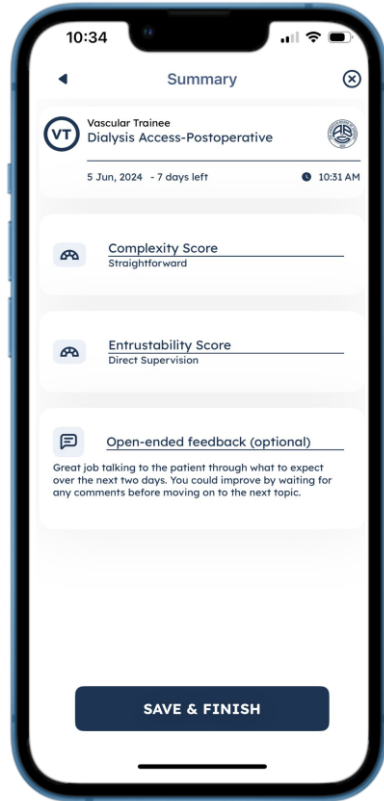 10:34
Summary
VT
Vascular Trainee
Dialysis Access-Postoperative
5 Jun, 2024 - 7 days left
10:31 AM
Complexity Score
Straightforward
Entrustability Score
Direct Supervision
Open-ended feedback (optional)
Great job talking to the patient through what to expect
over the next two days. You could improve by waiting for
any comments before moving on to the next topic.
SAVE & FINISH